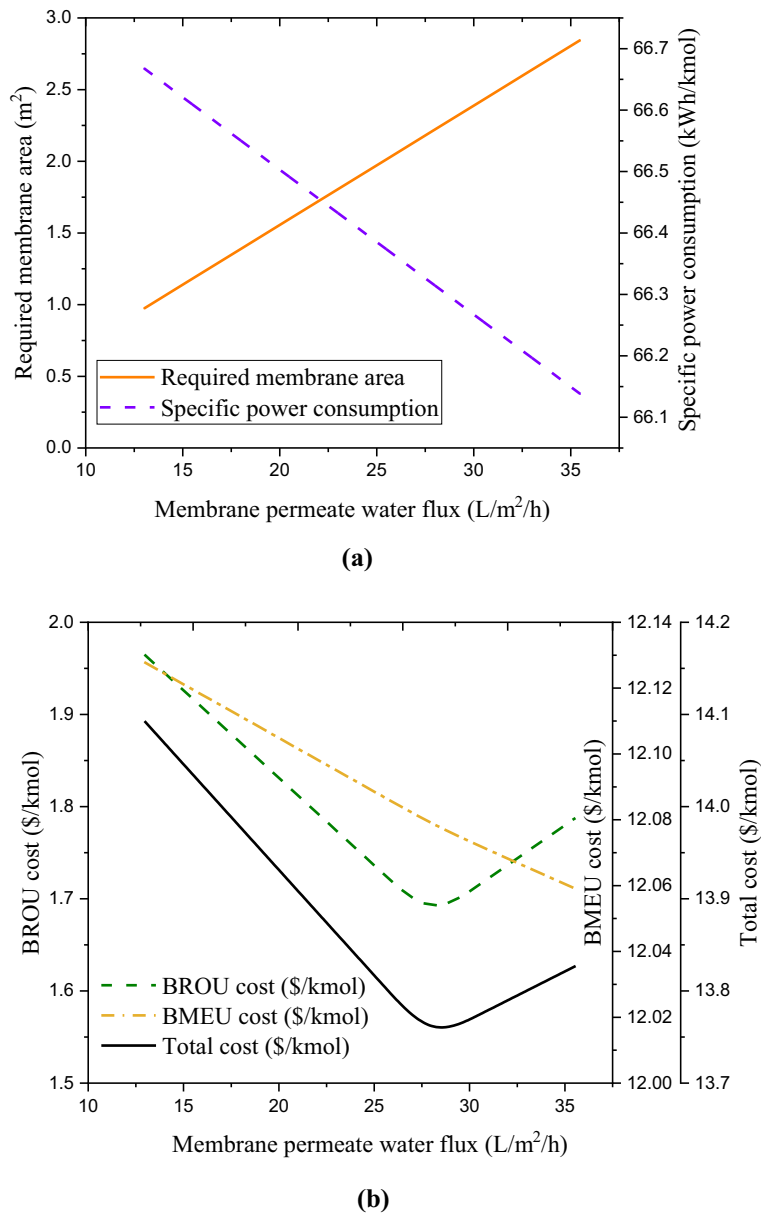 3.0
2.5
2.0
1.5
1.0
0.5
0.0
Required membrane area (m²)
66.7
66.6
66.5
66.4
66.3
66.2
66.1
Specific power consumption (kWh/kmol)
Required membrane area
Specific power consumption
10 15 20 25 30 35
Membrane permeate water flux (L/m²/h)
(a)
2.0
1.9
1.8
1.7
1.6
1.5
BROU cost ($/kmol)
12.14
12.12
12.10
12.08
12.06
12.04
12.02
12.00
BMEU cost ($/kmol)
14.2
14.1
14.0
13.9
13.8
13.7
Total cost ($/kmol)
BROU cost ($/kmol)
BMEU cost ($/kmol)
Total cost ($/kmol)
10 15 20 25 30 35
Membrane permeate water flux (L/m²/h)
(b)